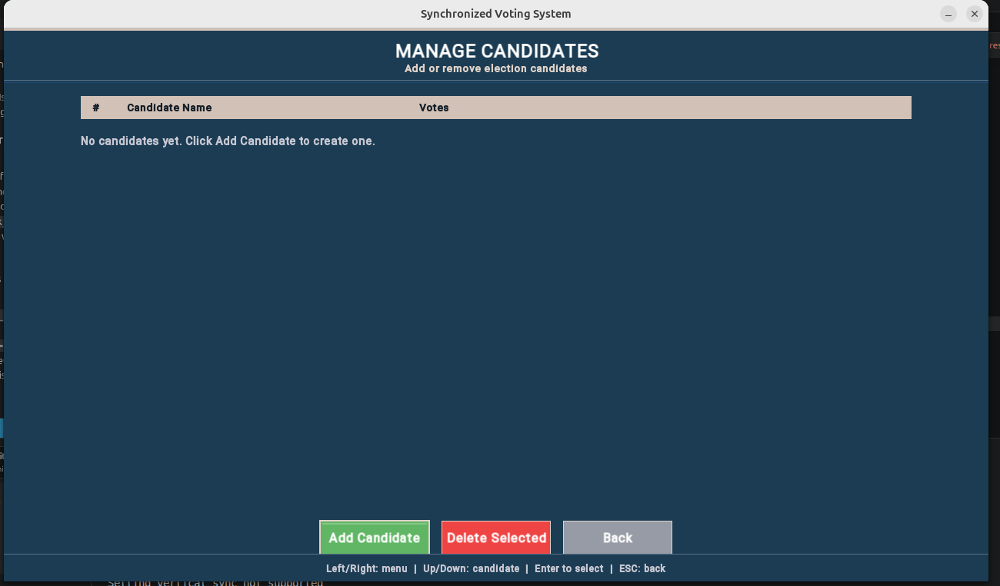 Synchronized Voting System
MANAGE CANDIDATES
Add or remove election candidates
# Candidate Name Votes
No candidates yet. Click Add Candidate to create one.
Add Candidate Delete Selected Back
Left/Right: menu | Up/Down: candidate | Enter to select | ESC: back
Setting vertical sync not supported